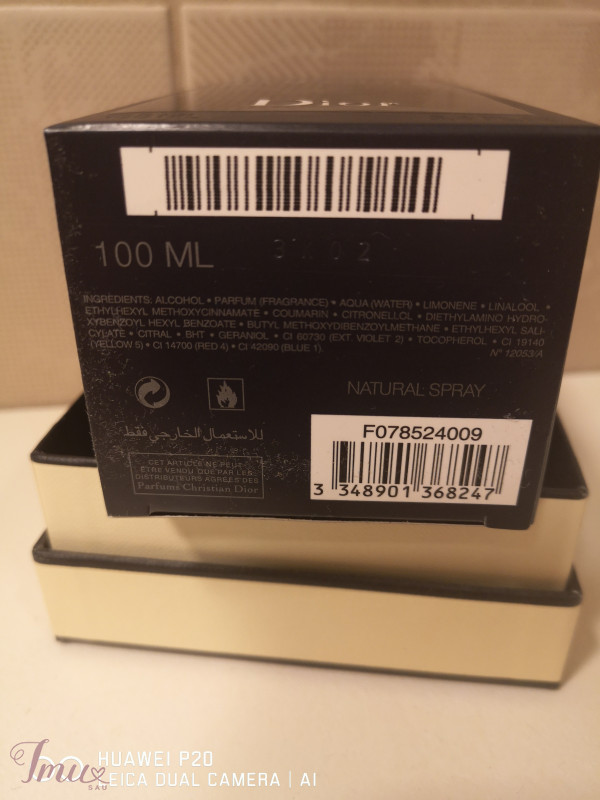 Dior
100 ML
INGREDIENTS: ALCOHOL • PARFUM (FRAGRANCE) • AQUA (WATER) • LIMONENE • LINALOOL •
ETHYLHEXYL METHOXYCINNAMATE • COUMARIN • CITRONELLOL • DIETHYLAMINO HYDRO-
XYBENZOYL HEXYL BENZOATE • BUTYL METHOXYDIBENZOYLMETHANE • ETHYLHEXYL SALI-
CYLATE • CITRAL • BHT • GERANIOL • CI 60730 (EXT. VIOLET 2) • TOCOPHEROL • CI 19140
(YELLOW 5) • CI 14700 (RED 4) • CI 42090 (BLUE 1).
N° 12053/A
NATURAL SPRAY
للاستعمال الخارجي فقط
F078524009
3 348901 368247
CET ARTICLE NE PEUT
ÊTRE VENDU QUE PAR LES
DISTRIBUTEURS AGRÉÉS DES
Parfums Christian Dior
HUAWEI P20
LEICA DUAL CAMERA | AI
Imu
SAU